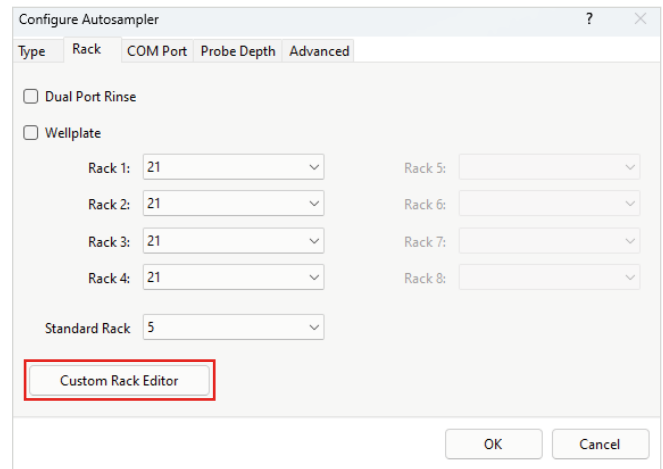 Configure Autosampler ?
Type Rack COM Port Probe Depth Advanced
Dual Port Rinse
Wellplate
Rack 1: 21 Rack 5:
Rack 2: 21 Rack 6:
Rack 3: 21 Rack 7:
Rack 4: 21 Rack 8:
Standard Rack 5
Custom Rack Editor
OK Cancel